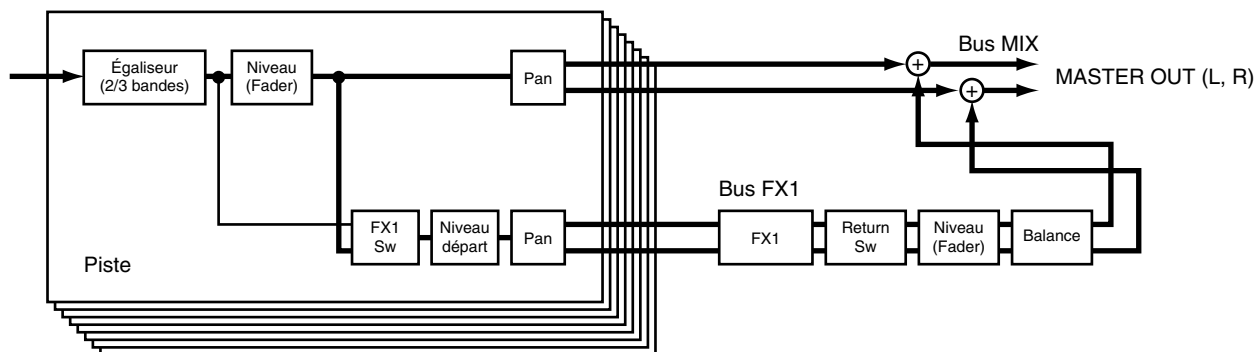 Bus MIX
Égaliseur
(2/3 bandes)
Niveau
(Fader)
Pan
+
MASTER OUT (L, R)
+
Bus FX1
FX1
Sw
Niveau
départ
Pan
FX1
Return
Sw
Niveau
(Fader)
Balance
Piste